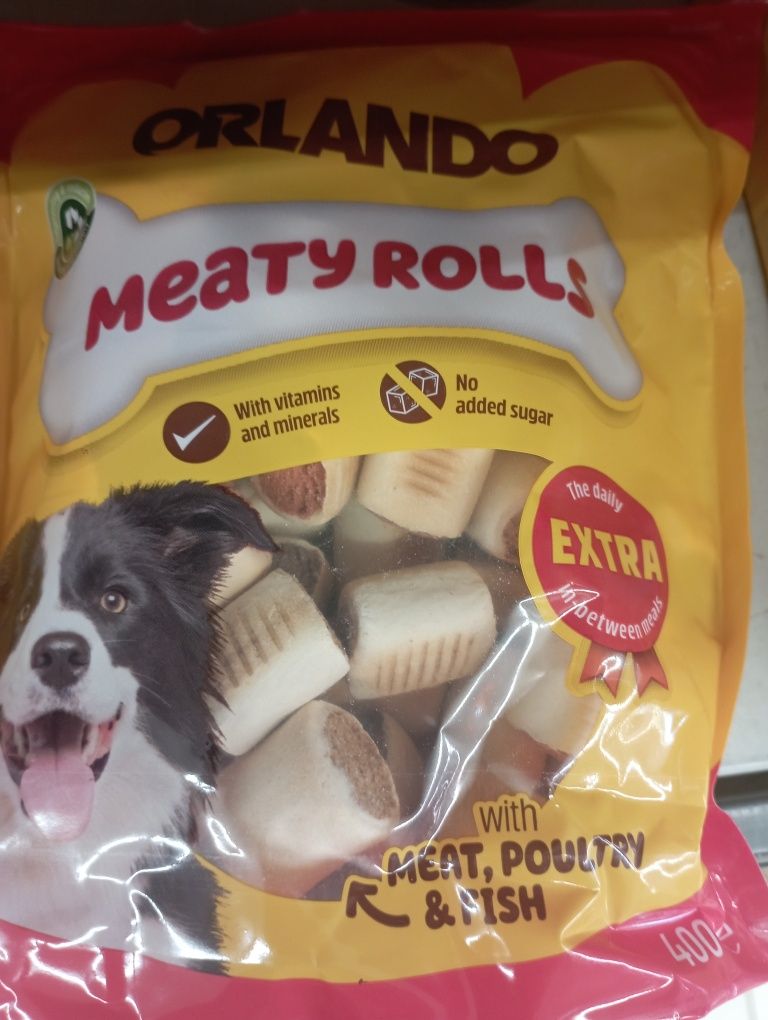 ORLANDO
MeaTY ROLLS
With vitamins
and minerals
No
added sugar
The daily
EXTRA
in-between meals
with
MEAT, POULTRY
& FISH
400g